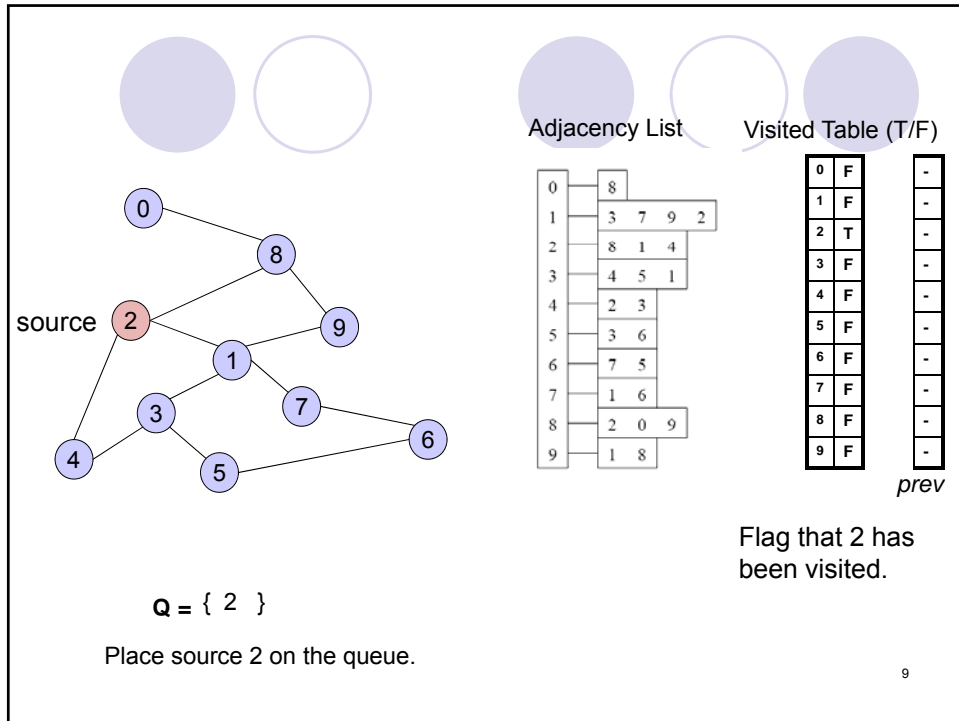 Adjacency List
Visited Table (T/F)
0
8
source
2
9
1
7
3
6
4
5
0 8
1 3 7 9 2
2 8 1 4
3 4 5 1
4 2 3
5 3 6
6 7 5
7 1 6
8 2 0 9
9 1 8
0 F -
1 F -
2 T -
3 F -
4 F -
5 F -
6 F -
7 F -
8 F -
9 F -
prev
Flag that 2 has
been visited.
Q = { 2 }
Place source 2 on the queue.
9